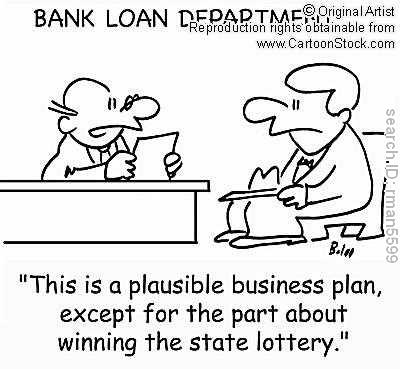 BANK LOAN DEPARTMENT
© Original Artist
Reproduction rights obtainable from
www.CartoonStock.com
search ID: rman5599
"This is a plausible business plan,
except for the part about
winning the state lottery."